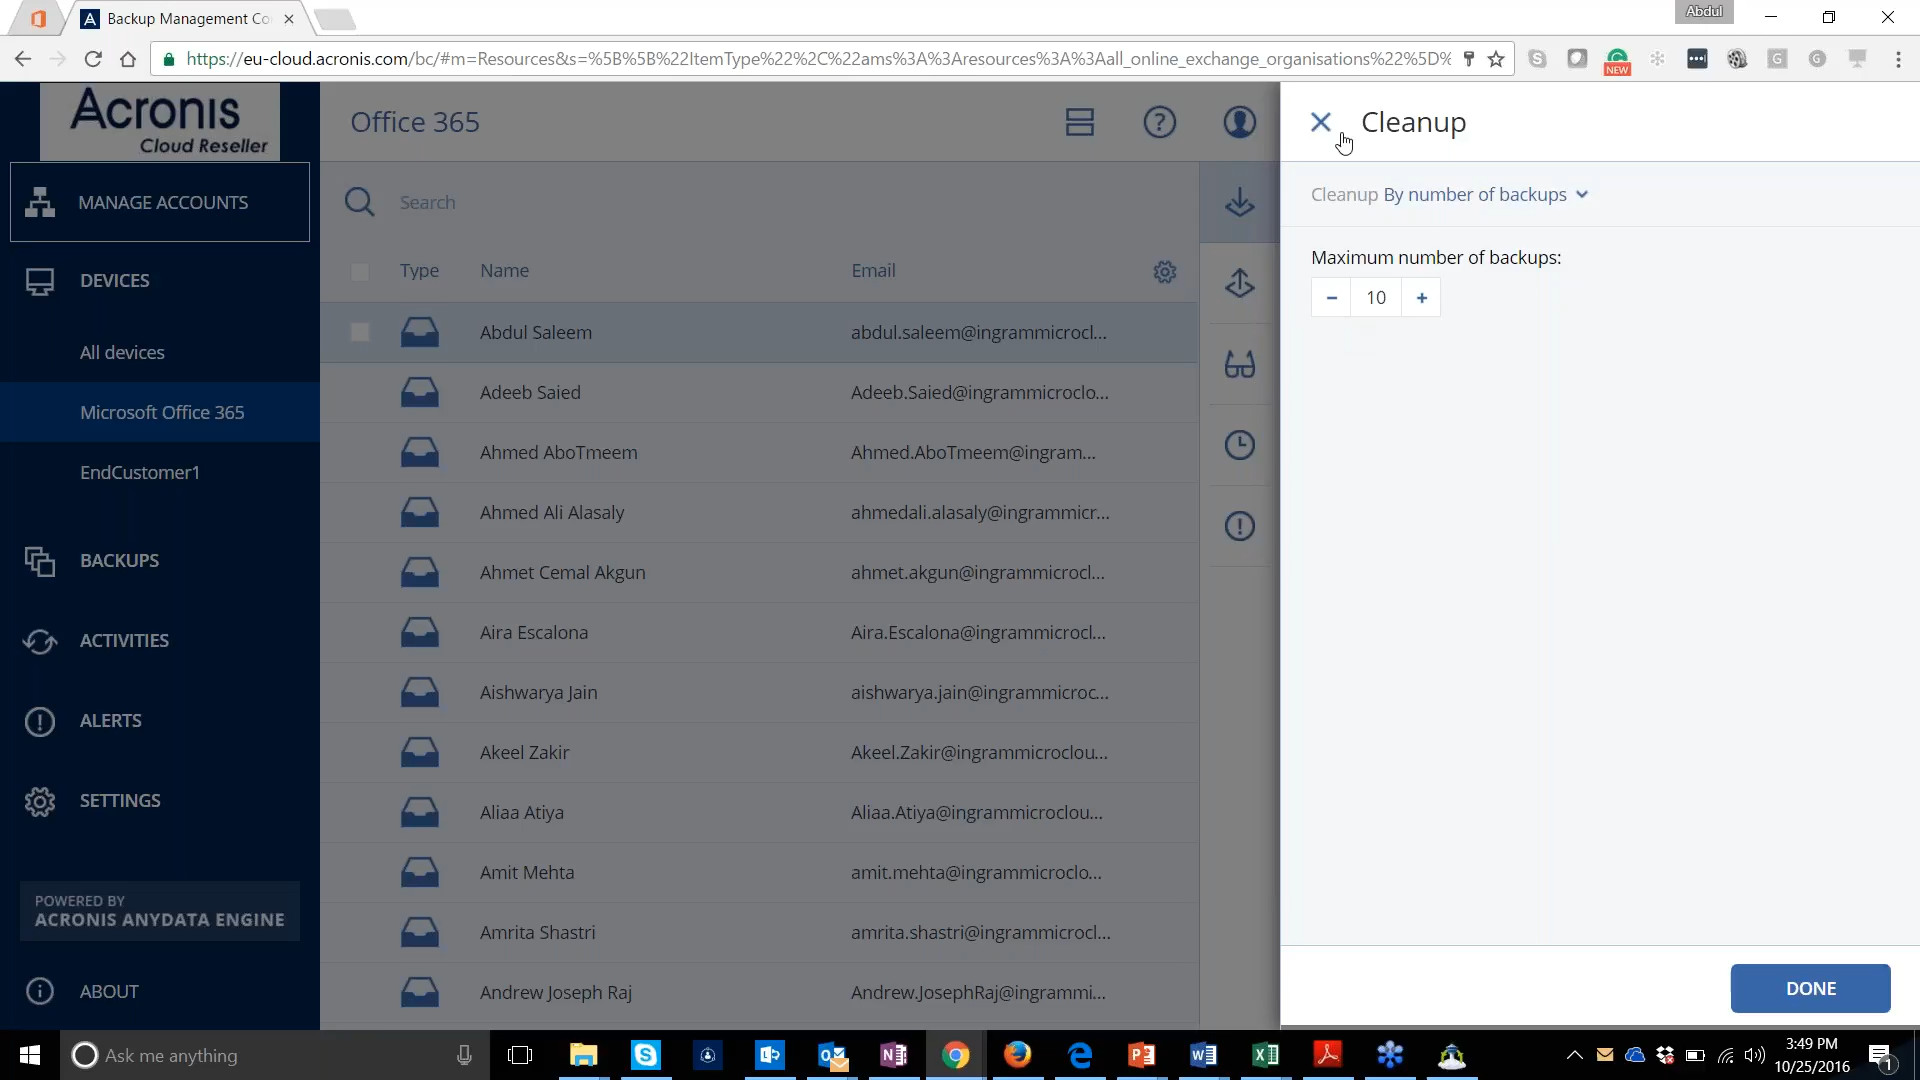 Backup Management Co
Abdul
https://eu-cloud.acronis.com/bc/#m=Resources&s=%5B%5B%22ItemType%22%2C%22ams%3A%3Aresources%3A%3Aall_online_exchange_organisations%22%5D%
NEW
Acronis
Cloud Reseller
MANAGE ACCOUNTS
DEVICES
All devices
Microsoft Office 365
EndCustomer1
BACKUPS
ACTIVITIES
ALERTS
SETTINGS
POWERED BY
ACRONIS ANYDATA ENGINE
ABOUT
Office 365
Search
Type Name Email
Abdul Saleem abdul.saleem@ingrammicrocl...
Adeeb Saied Adeeb.Saied@ingrammicroclo...
Ahmed AboTmeem Ahmed.AboTmeem@ingram...
Ahmed Ali Alasaly ahmedali.alasaly@ingrammicr...
Ahmet Cemal Akgun ahmet.akgun@ingrammicrocl...
Aira Escalona Aira.Escalona@ingrammicrocl...
Aishwarya Jain aishwarya.jain@ingrammicroc...
Akeel Zakir Akeel.Zakir@ingrammicroclou...
Aliaa Atiya Aliaa.Atiya@ingrammicroclou...
Amit Mehta amit.mehta@ingrammicroclo...
Amrita Shastri amrita.shastri@ingrammicrocl...
Andrew Joseph Raj Andrew.JosephRaj@ingrammi...
Cleanup
Cleanup By number of backups
Maximum number of backups:
- 10 +
DONE
Ask me anything
3:49 PM
10/25/2016
1